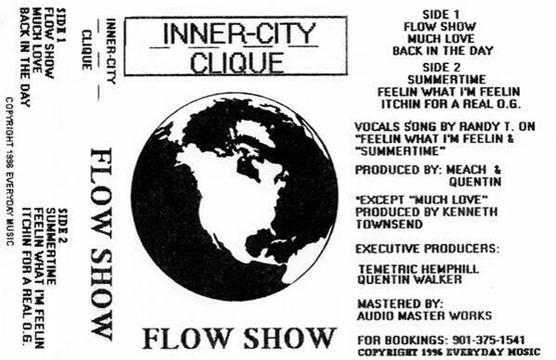 SIDE 1
FLOW SHOW
MUCH LOVE
BACK IN THE DAY
SIDE 2
SUMMERTIME
FEELIN WHAT I'M FEELIN
ITCHIN FOR A REAL O.G.
COPYRIGHT 1996 EVERYDAY MUSIC
INNER-CITY
CLIQUE
FLOW SHOW
INNER-CITY
CLIQUE
FLOW SHOW
SIDE 1
FLOW SHOW
MUCH LOVE
BACK IN THE DAY
SIDE 2
SUMMERTIME
FEELIN WHAT I'M FEELIN
ITCHIN FOR A REAL O.G.
VOCALS SONG BY RANDY T. ON
"FEELIN WHAT I'M FEELIN &
"SUMMERTIME"
PRODUCED BY: MEACH &
QUENTIN
*EXCEPT "MUCH LOVE"
PRODUCED BY KENNETH
TOWNSEND
EXECUTIVE PRODUCERS:
TEMETRIC HEMPHILL
QUENTIN WALKER
MASTERED BY:
AUDIO MASTER WORKS
FOR BOOKINGS: 901-375-1541
COPYRIGHT 1996 EVERYDAY MOSIC